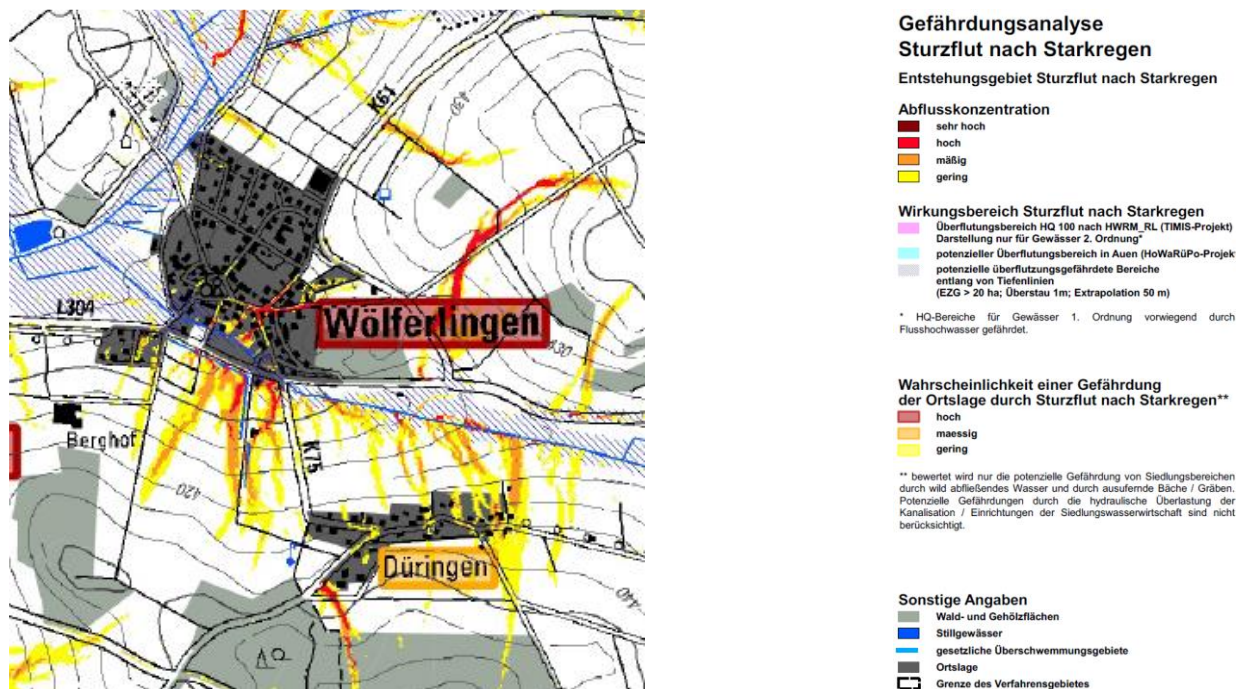 K61
430
L304
Wölferlingen
430
Berghof
K75
420
Düringen
440
Gefährdungsanalyse
Sturzflut nach Starkregen
Entstehungsgebiet Sturzflut nach Starkregen
Abflusskonzentration
sehr hoch
hoch
mäßig
gering
Wirkungsbereich Sturzflut nach Starkregen
Überflutungsbereich HQ 100 nach HWRM_RL (TIMIS-Projekt)
Darstellung nur für Gewässer 2. Ordnung*
potenzieller Überflutungsbereich in Auen (HoWaRüPo-Projek
potenzielle überflutzungsgefährdete Bereiche
entlang von Tiefenlinien
(EZG > 20 ha; Überstau 1m; Extrapolation 50 m)
* HQ-Bereiche für Gewässer 1. Ordnung vorwiegend durch
Flusshochwasser gefährdet.
Wahrscheinlichkeit einer Gefährdung
der Ortslage durch Sturzflut nach Starkregen**
hoch
maessig
gering
** bewertet wird nur die potenzielle Gefährdung von Siedlungsbereichen
durch wild abfließendes Wasser und durch ausufernde Bäche / Gräben.
Potenzielle Gefährdungen durch die hydraulische Überlastung der
Kanalisation / Einrichtungen der Siedlungswasserwirtschaft sind nicht
berücksichtigt.
Sonstige Angaben
Wald- und Gehölzflächen
Stillgewässer
gesetzliche Überschwemmungsgebiete
Ortslage
Grenze des Verfahrensgebietes